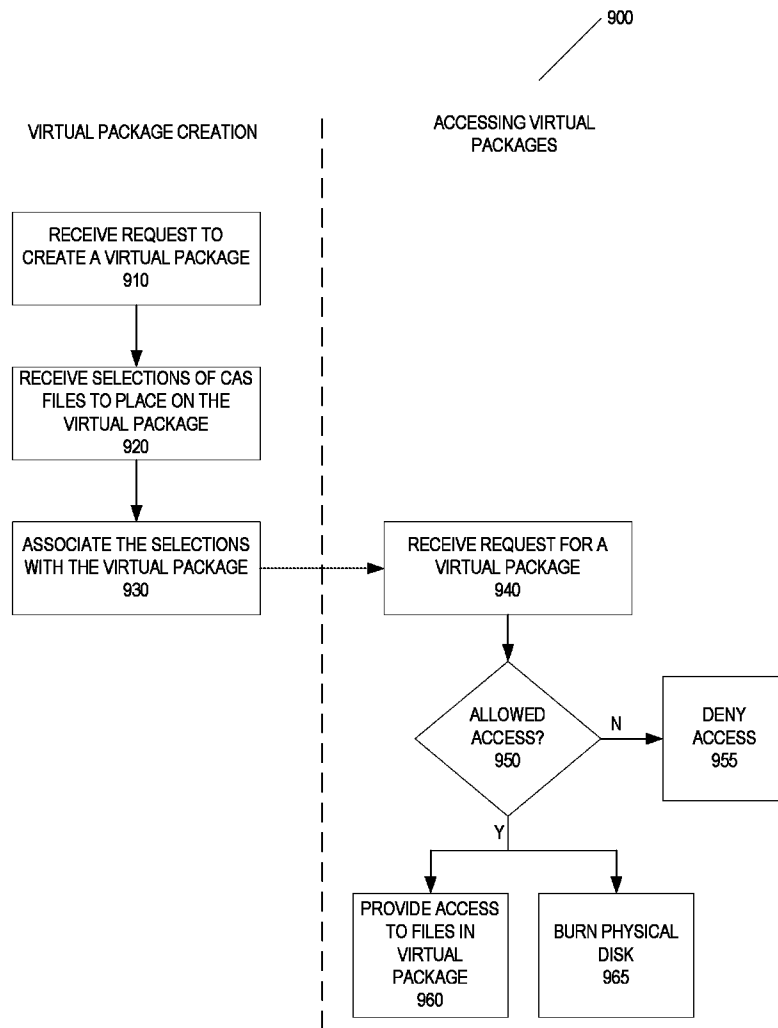 900
VIRTUAL PACKAGE CREATION
ACCESSING VIRTUAL
PACKAGES
RECEIVE REQUEST TO
CREATE A VIRTUAL PACKAGE
910
RECEIVE SELECTIONS OF CAS
FILES TO PLACE ON THE
VIRTUAL PACKAGE
920
ASSOCIATE THE SELECTIONS
WITH THE VIRTUAL PACKAGE
930
RECEIVE REQUEST FOR A
VIRTUAL PACKAGE
940
ALLOWED
ACCESS?
950
N
DENY
ACCESS
955
Y
PROVIDE ACCESS
TO FILES IN
VIRTUAL
PACKAGE
960
BURN PHYSICAL
DISK
965